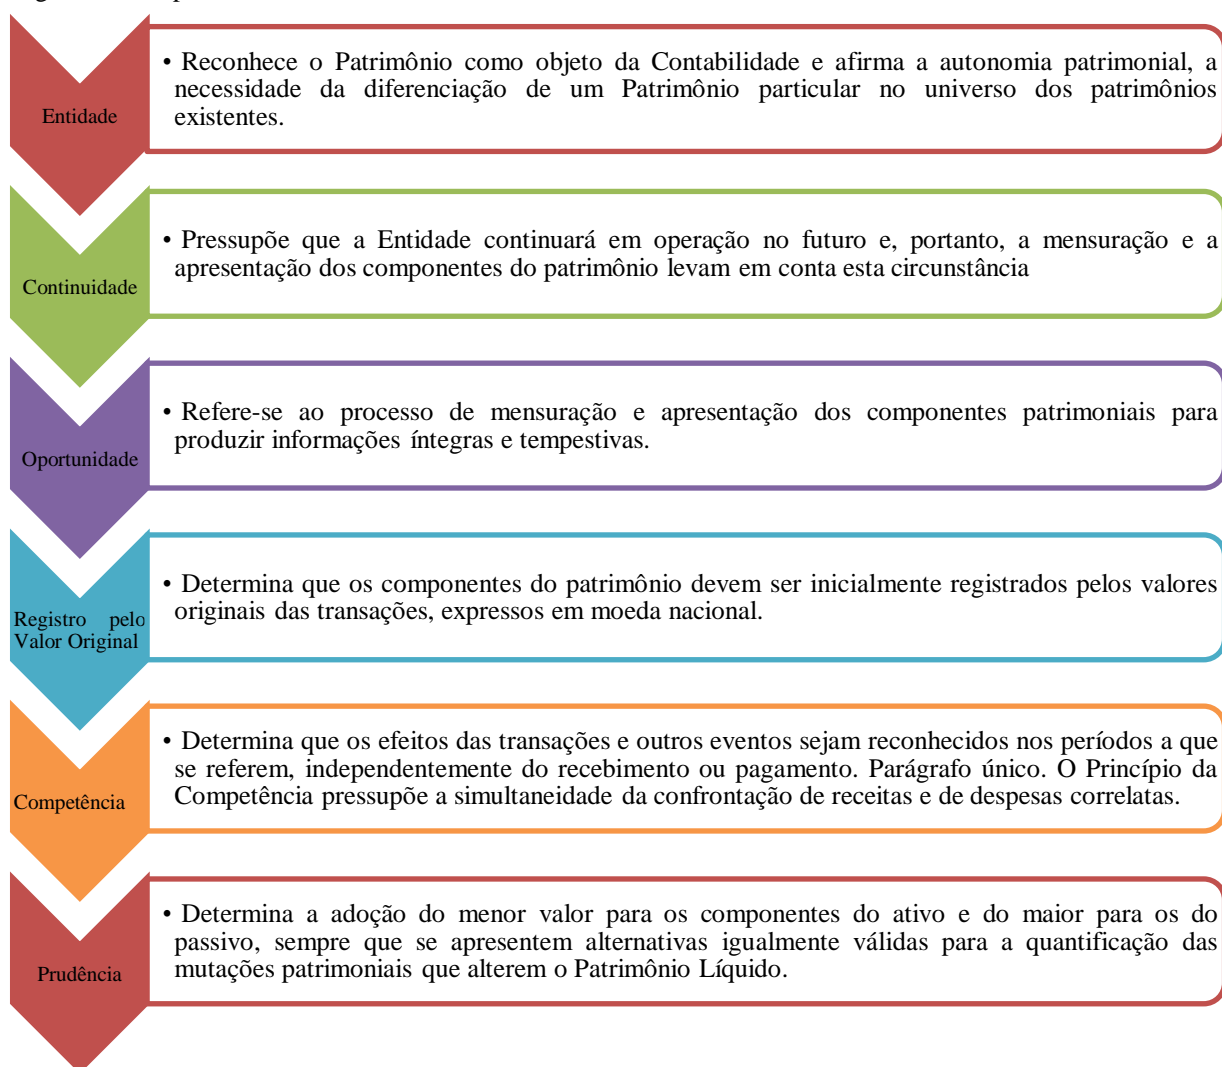 Entidade
• Reconhece o Patrimônio como objeto da Contabilidade e afirma a autonomia patrimonial, a
necessidade da diferenciação de um Patrimônio particular no universo dos patrimônios
existentes.
Continuidade
• Pressupõe que a Entidade continuará em operação no futuro e, portanto, a mensuração e a
apresentação dos componentes do patrimônio levam em conta esta circunstância
Oportunidade
• Refere-se ao processo de mensuração e apresentação dos componentes patrimoniais para
produzir informações íntegras e tempestivas.
Registro pelo
Valor Original
• Determina que os componentes do patrimônio devem ser inicialmente registrados pelos valores
originais das transações, expressos em moeda nacional.
Competência
• Determina que os efeitos das transações e outros eventos sejam reconhecidos nos períodos a que
se referem, independentemente do recebimento ou pagamento. Parágrafo único. O Princípio da
Competência pressupõe a simultaneidade da confrontação de receitas e de despesas correlatas.
Prudência
• Determina a adoção do menor valor para os componentes do ativo e do maior para os do
passivo, sempre que se apresentem alternativas igualmente válidas para a quantificação das
mutações patrimoniais que alterem o Patrimônio Líquido.